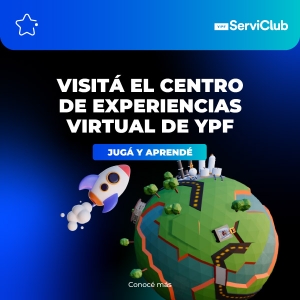 YPF ServiClub
VISITÁ EL CENTRO
DE EXPERIENCIAS
VIRTUAL DE YPF
JUGÁ Y APRENDÉ
Conocé más